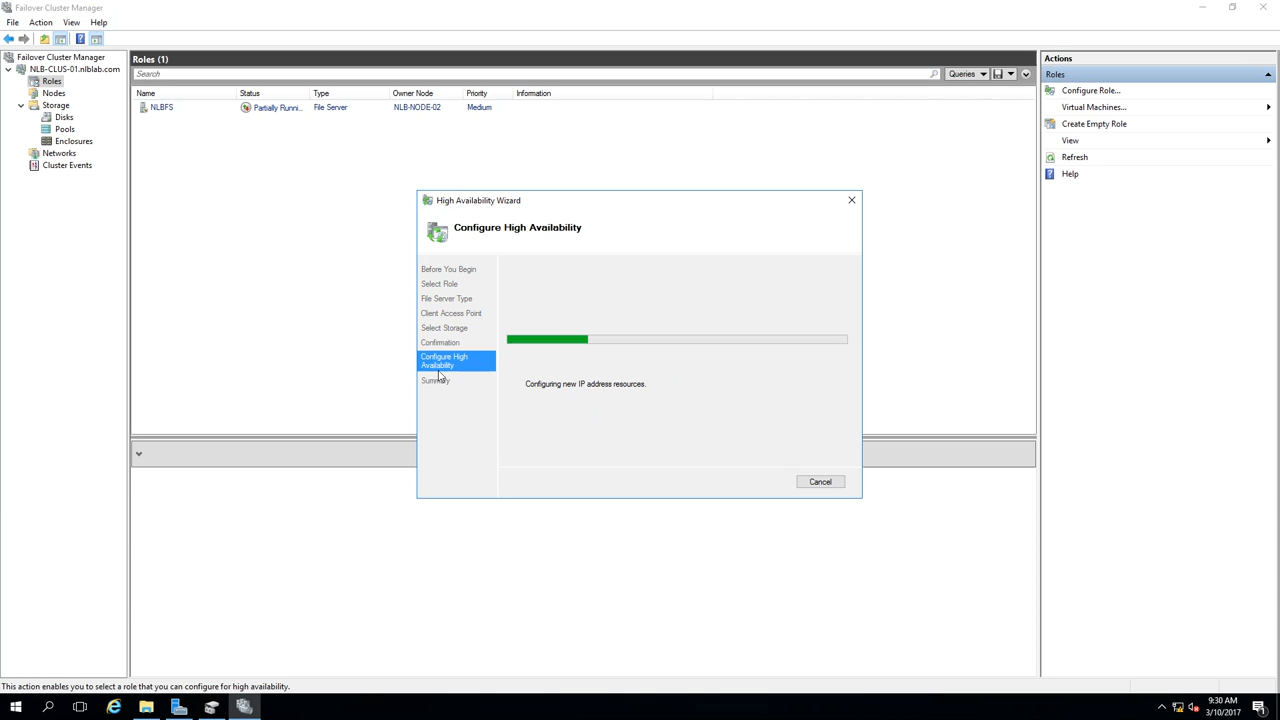 Failover Cluster Manager
File Action View Help
Failover Cluster Manager
NLB-CLUS-01.nlblab.com
Roles
Nodes
Storage
Disks
Pools
Enclosures
Networks
Cluster Events
Roles (1)
Search
Queries
Name Status Type Owner Node Priority Information
NLBFS Partially Runni... File Server NLB-NODE-02 Medium
High Availability Wizard
Configure High Availability
Before You Begin
Select Role
File Server Type
Client Access Point
Select Storage
Confirmation
Configure High
Availability
Summary
Configuring new IP address resources.
Cancel
Actions
Roles
Configure Role...
Virtual Machines...
Create Empty Role
View
Refresh
Help
This action enables you to select a role that you can configure for high availability.
9:30 AM
3/10/2017